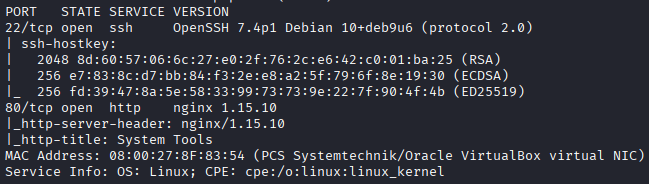 PORT   STATE SERVICE VERSION
22/tcp open  ssh     OpenSSH 7.4p1 Debian 10+deb9u6 (protocol 2.0)
| ssh-hostkey:
|   2048 8d:60:57:06:6c:27:e0:2f:76:2c:e6:42:c0:01:ba:25 (RSA)
|   256 e7:83:8c:d7:bb:84:f3:2e:e8:a2:5f:79:6f:8e:19:30 (ECDSA)
|_  256 fd:39:47:8a:5e:58:33:99:73:73:9e:22:7f:90:4f:4b (ED25519)
80/tcp open  http    nginx 1.15.10
|_http-server-header: nginx/1.15.10
|_http-title: System Tools
MAC Address: 08:00:27:8F:83:54 (PCS Systemtechnik/Oracle VirtualBox virtual NIC)
Service Info: OS: Linux; CPE: cpe:/o:linux:linux_kernel